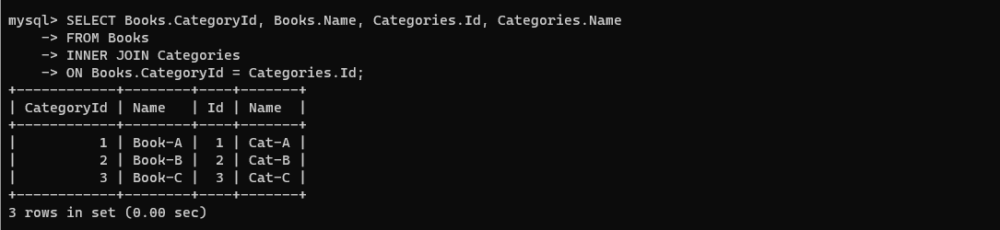 mysql> SELECT Books.CategoryId, Books.Name, Categories.Id, Categories.Name
    -> FROM Books
    -> INNER JOIN Categories
    -> ON Books.CategoryId = Categories.Id;
+------------+--------+----+-------+
| CategoryId | Name   | Id | Name  |
+------------+--------+----+-------+
|          1 | Book-A |  1 | Cat-A |
|          2 | Book-B |  2 | Cat-B |
|          3 | Book-C |  3 | Cat-C |
+------------+--------+----+-------+
3 rows in set (0.00 sec)